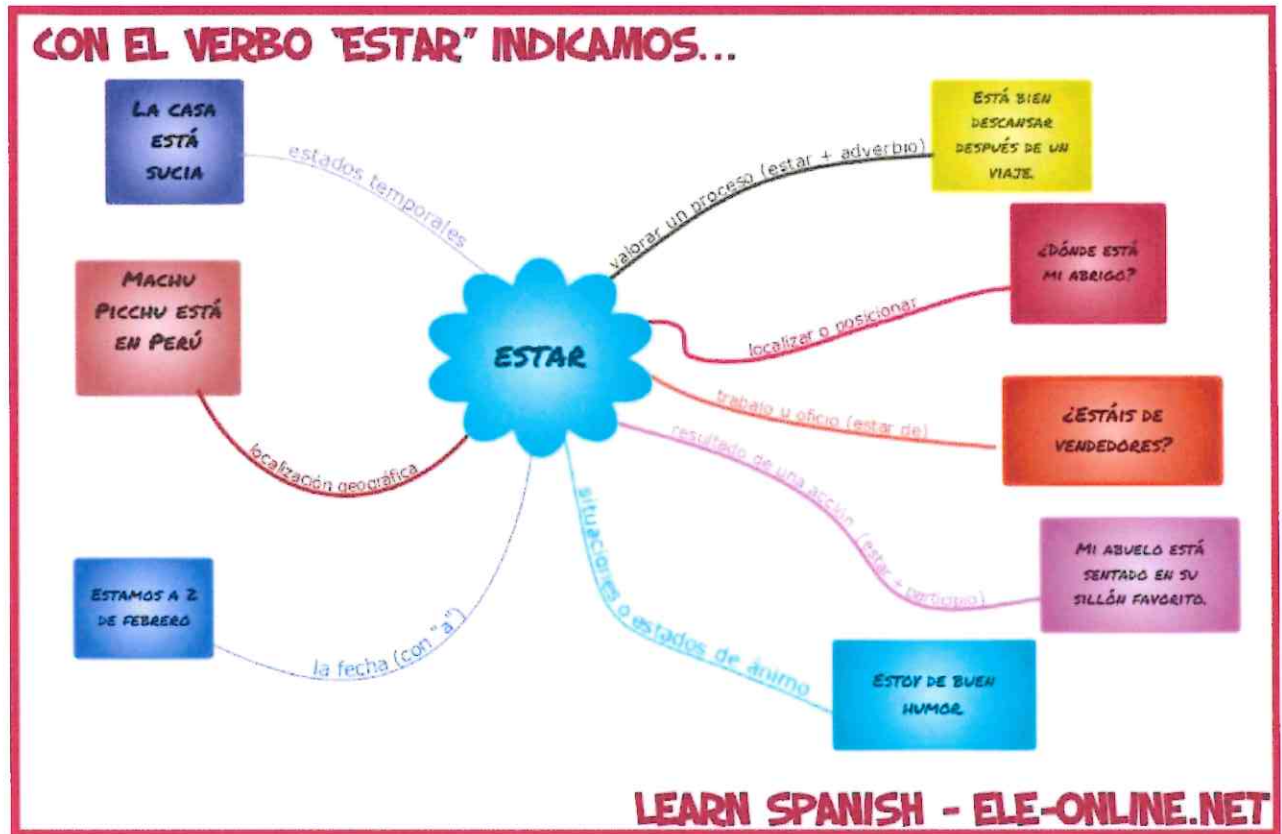 CON EL VERBO "ESTAR" INDICAMOS...
LA CASA
ESTÁ
SUCIA
estados temporales
MACHU
PICCHU ESTÁ
EN PERÚ
localización geográfica
ESTAMOS A 2
DE FEBRERO
la fecha (con "a")
ESTAR
valorar un proceso (estar + adverbio)
ESTÁ BIEN
DESCANSAR
DESPUÉS DE UN
VIAJE.
localizar o posicionar
¿DÓNDE ESTÁ
MI ABRIGO?
trabajo u oficio (estar de)
¿ESTÁIS DE
VENDEDORES?
resultado de una acción (estar + participio)
MI ABUELO ESTÁ
SENTADO EN SU
SILLÓN FAVORITO.
situaciones o estados de ánimo
ESTOY DE BUEN
HUMOR
LEARN SPANISH - ELE-ONLINE.NET